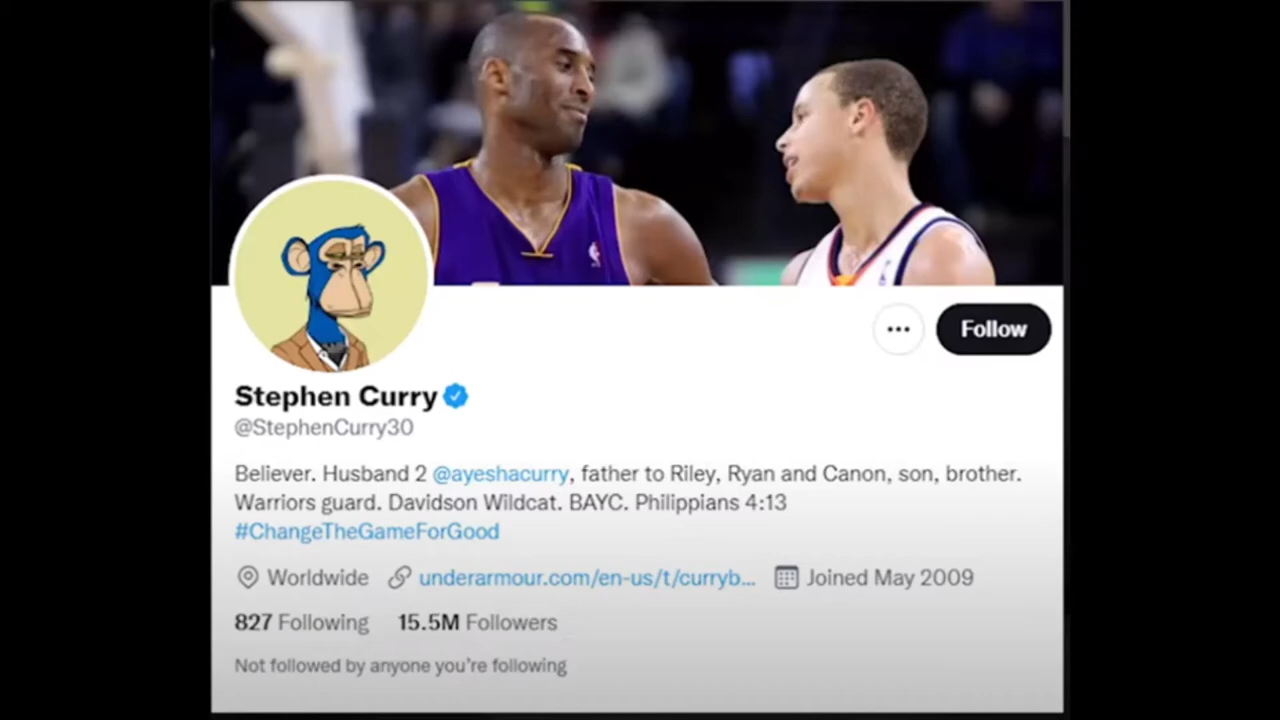 Follow
Stephen Curry
@StephenCurry30
Believer. Husband 2 @ayeshacurry, father to Riley, Ryan and Canon, son, brother.
Warriors guard. Davidson Wildcat. BAYC. Philippians 4:13
#ChangeTheGameForGood
Worldwide underarmour.com/en-us/t/curryb... Joined May 2009
827 Following 15.5M Followers
Not followed by anyone you're following